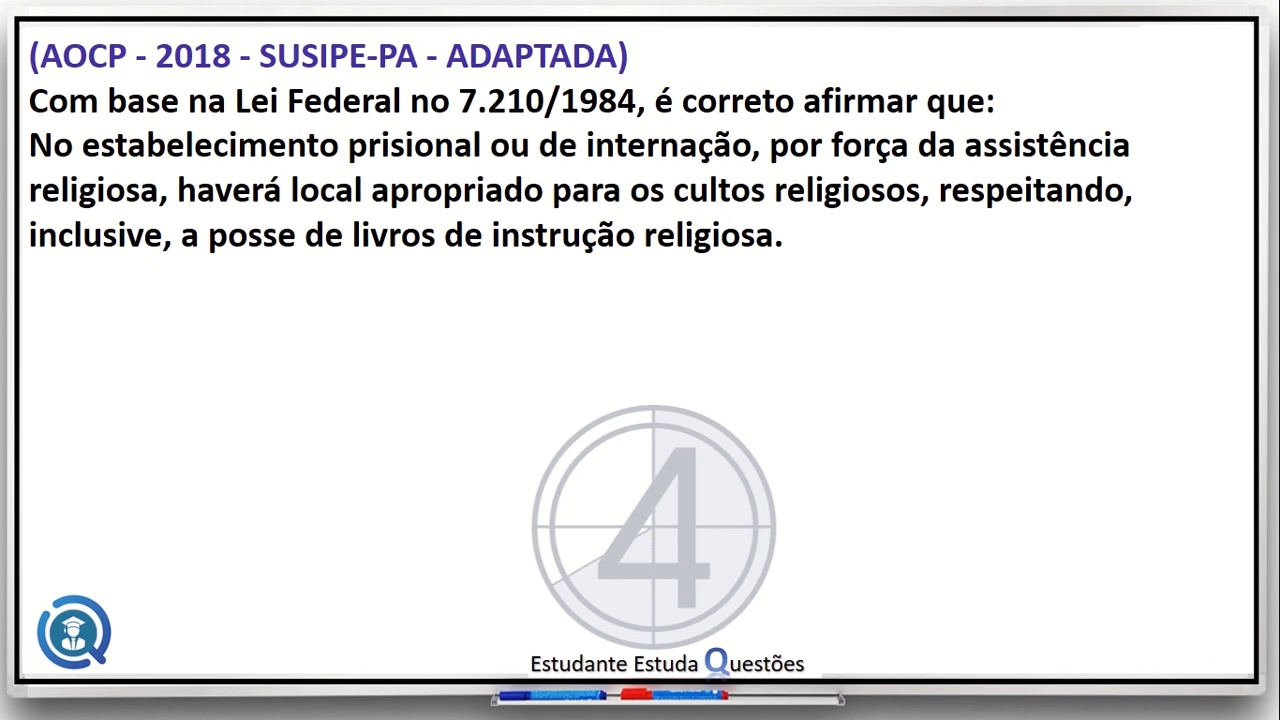 (AOCP - 2018 - SUSIPE-PA - ADAPTADA)
Com base na Lei Federal no 7.210/1984, é correto afirmar que:
No estabelecimento prisional ou de internação, por força da assistência
religiosa, haverá local apropriado para os cultos religiosos, respeitando,
inclusive, a posse de livros de instrução religiosa.
4
Estudante Estuda Questões